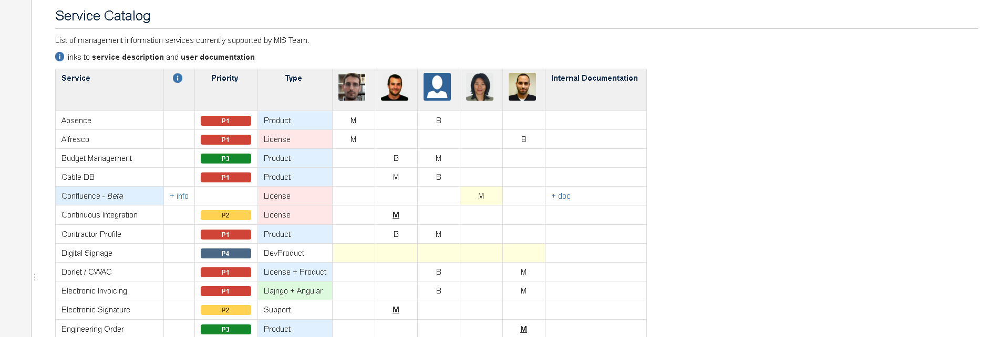 Service Catalog
List of management information services currently supported by MIS Team.
i links to service description and user documentation
Service i Priority Type Internal Documentation
Absence P1 Product M B
Alfresco P1 License M B
Budget Management P3 Product B M
Cable DB P1 Product M B
Confluence - Beta + info License M + doc
Continuous Integration P2 License M
Contractor Profile P1 Product B M
Digital Signage P4 DevProduct
Dorlet / CWAC P1 License + Product B M
Electronic Invoicing P1 Dajngo + Angular B M
Electronic Signature P2 Support M
Engineering Order P3 Product M